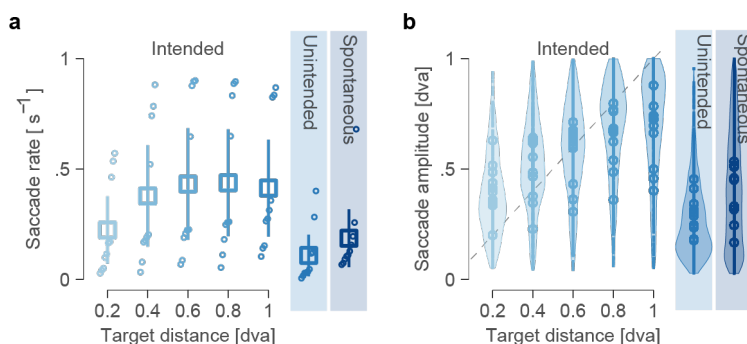 a
Intended
Unintended
Spontaneous
Saccade rate [ s⁻¹]
1
.5
0
0.2 0.4 0.6 0.8 1
Target distance [dva]
b
Intended
Unintended
Spontaneous
Saccade amplitude [dva]
1
.5
0
0.2 0.4 0.6 0.8 1
Target distance [dva]